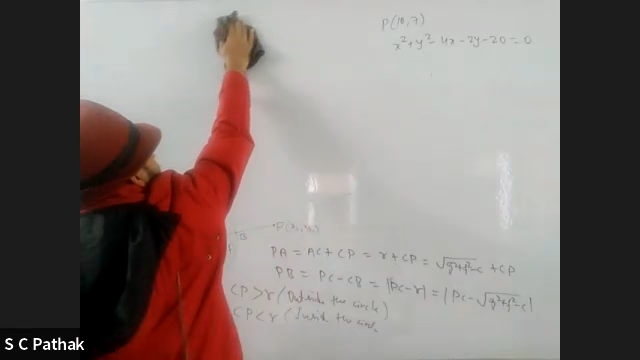 P(10,7)
x²+y²-4x-2y-20=0
B
P(x₁,y₁)
PA = AC+CP = r+CP = √g²+f²-c +CP
PB = PC-CB = |PC-r| = |PC-√g²+f²-c|
CP>r (Outside the circle)
CP<r (Inside the circle
S C Pathak